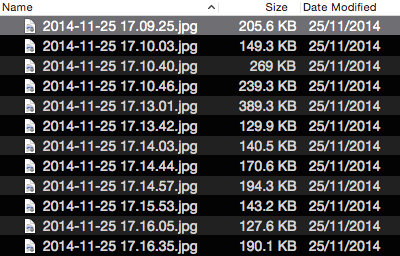 Name Size Date Modified
2014-11-25 17.09.25.jpg 205.6 KB 25/11/2014
2014-11-25 17.10.03.jpg 149.3 KB 25/11/2014
2014-11-25 17.10.40.jpg 269 KB 25/11/2014
2014-11-25 17.10.46.jpg 239.3 KB 25/11/2014
2014-11-25 17.13.01.jpg 389.3 KB 25/11/2014
2014-11-25 17.13.42.jpg 129.9 KB 25/11/2014
2014-11-25 17.14.03.jpg 140.5 KB 25/11/2014
2014-11-25 17.14.44.jpg 170.6 KB 25/11/2014
2014-11-25 17.14.57.jpg 194.3 KB 25/11/2014
2014-11-25 17.15.53.jpg 143.2 KB 25/11/2014
2014-11-25 17.16.05.jpg 127.6 KB 25/11/2014
2014-11-25 17.16.35.jpg 190.1 KB 25/11/2014